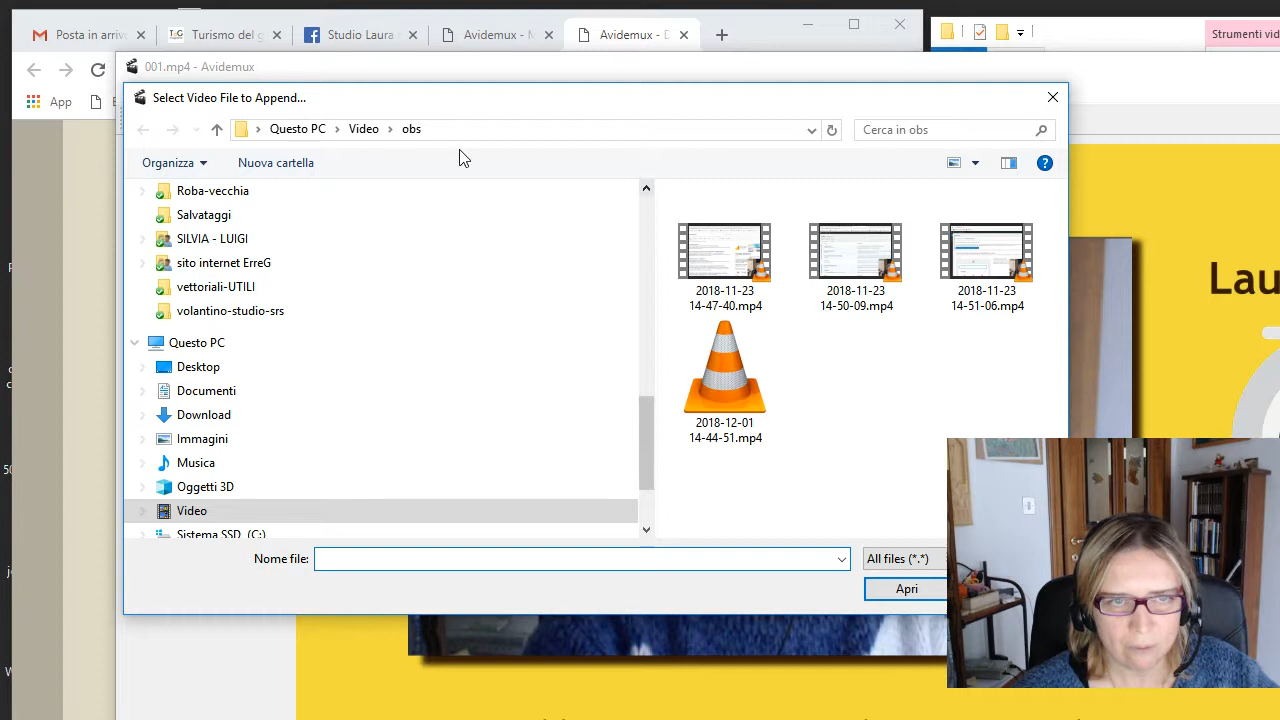 Posta in arriv
Turismo del g
Studio Laura
Avidemux - N
Avidemux - D
Strumenti vid
App
001.mp4 - Avidemux
Select Video File to Append...
Questo PC
Video
obs
Cerca in obs
Organizza
Nuova cartella
Roba-vecchia
Salvataggi
SILVIA - LUIGI
sito internet Erreti
vettoriali-UTILI
volantino-studio-srs
Questo PC
Desktop
Documenti
Download
Immagini
Musica
Oggetti 3D
Video
Sistema SSD (C:)
2018-11-23
14-47-40.mp4
2018-11-23
14-50-09.mp4
2018-11-23
14-51-06.mp4
2018-12-01
14-44-51.mp4
Nome file:
All files (*.*)
Apri
Lau